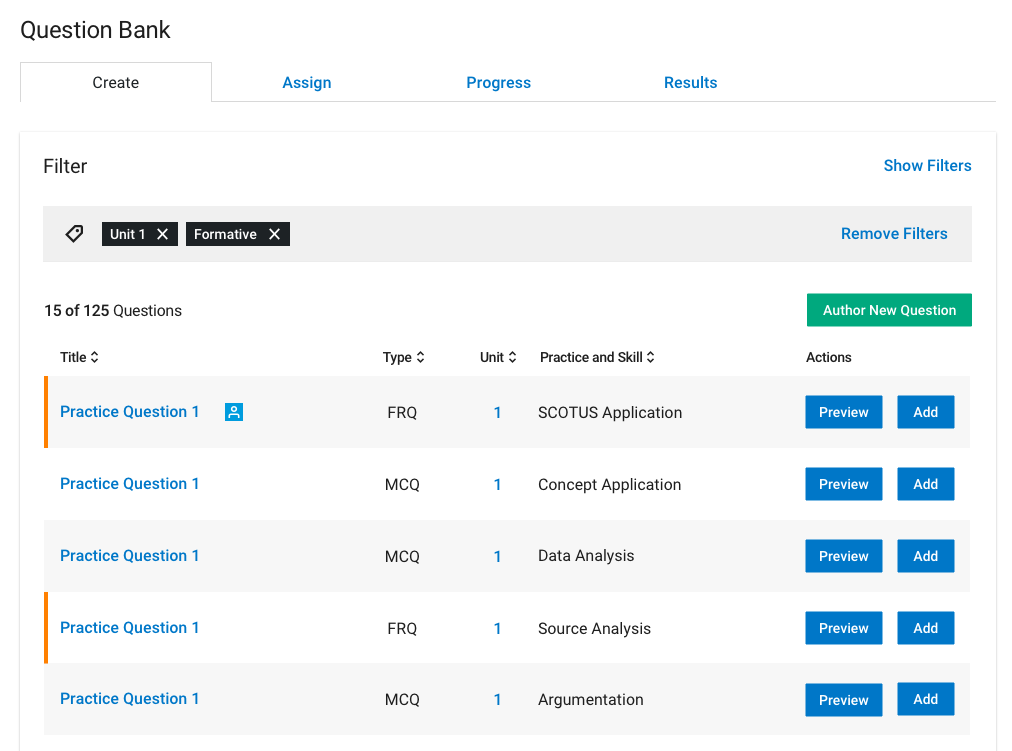 Question Bank
Create Assign Progress Results
Filter Show Filters
Unit 1 Formative Remove Filters
15 of 125 Questions Author New Question
Title Type Unit Practice and Skill Actions
Practice Question 1 FRQ 1 SCOTUS Application Preview Add
Practice Question 1 MCQ 1 Concept Application Preview Add
Practice Question 1 MCQ 1 Data Analysis Preview Add
Practice Question 1 FRQ 1 Source Analysis Preview Add
Practice Question 1 MCQ 1 Argumentation Preview Add